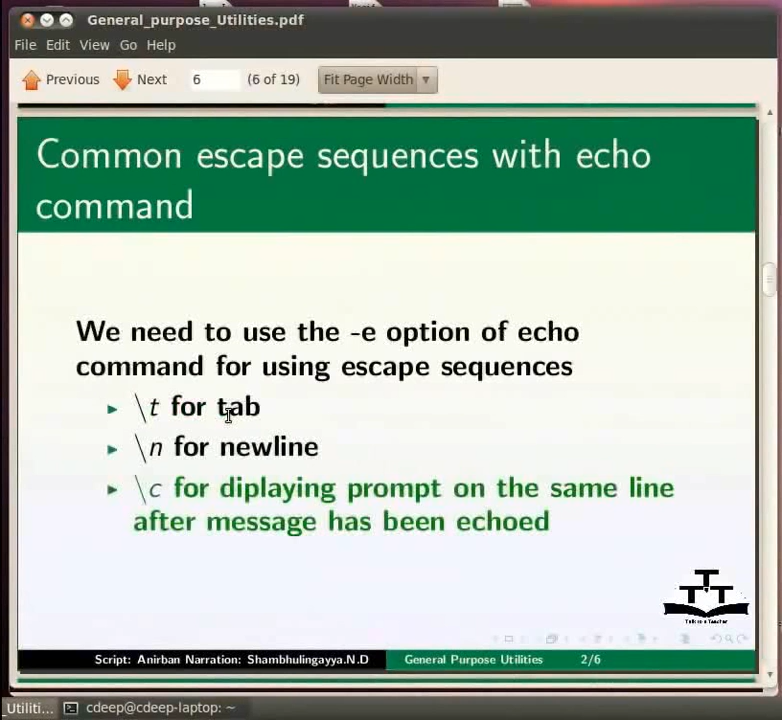 General_purpose_Utilities.pdf
File Edit View Go Help
Previous Next 6 (6 of 19) Fit Page Width
Common escape sequences with echo
command
We need to use the -e option of echo
command for using escape sequences
\t for tab
\n for newline
\c for diplaying prompt on the same line
after message has been echoed
Script: Anirban Narration: Shambhulingayya.N.D General Purpose Utilities 2/6
Utiliti... cdeep@cdeep-laptop: ~